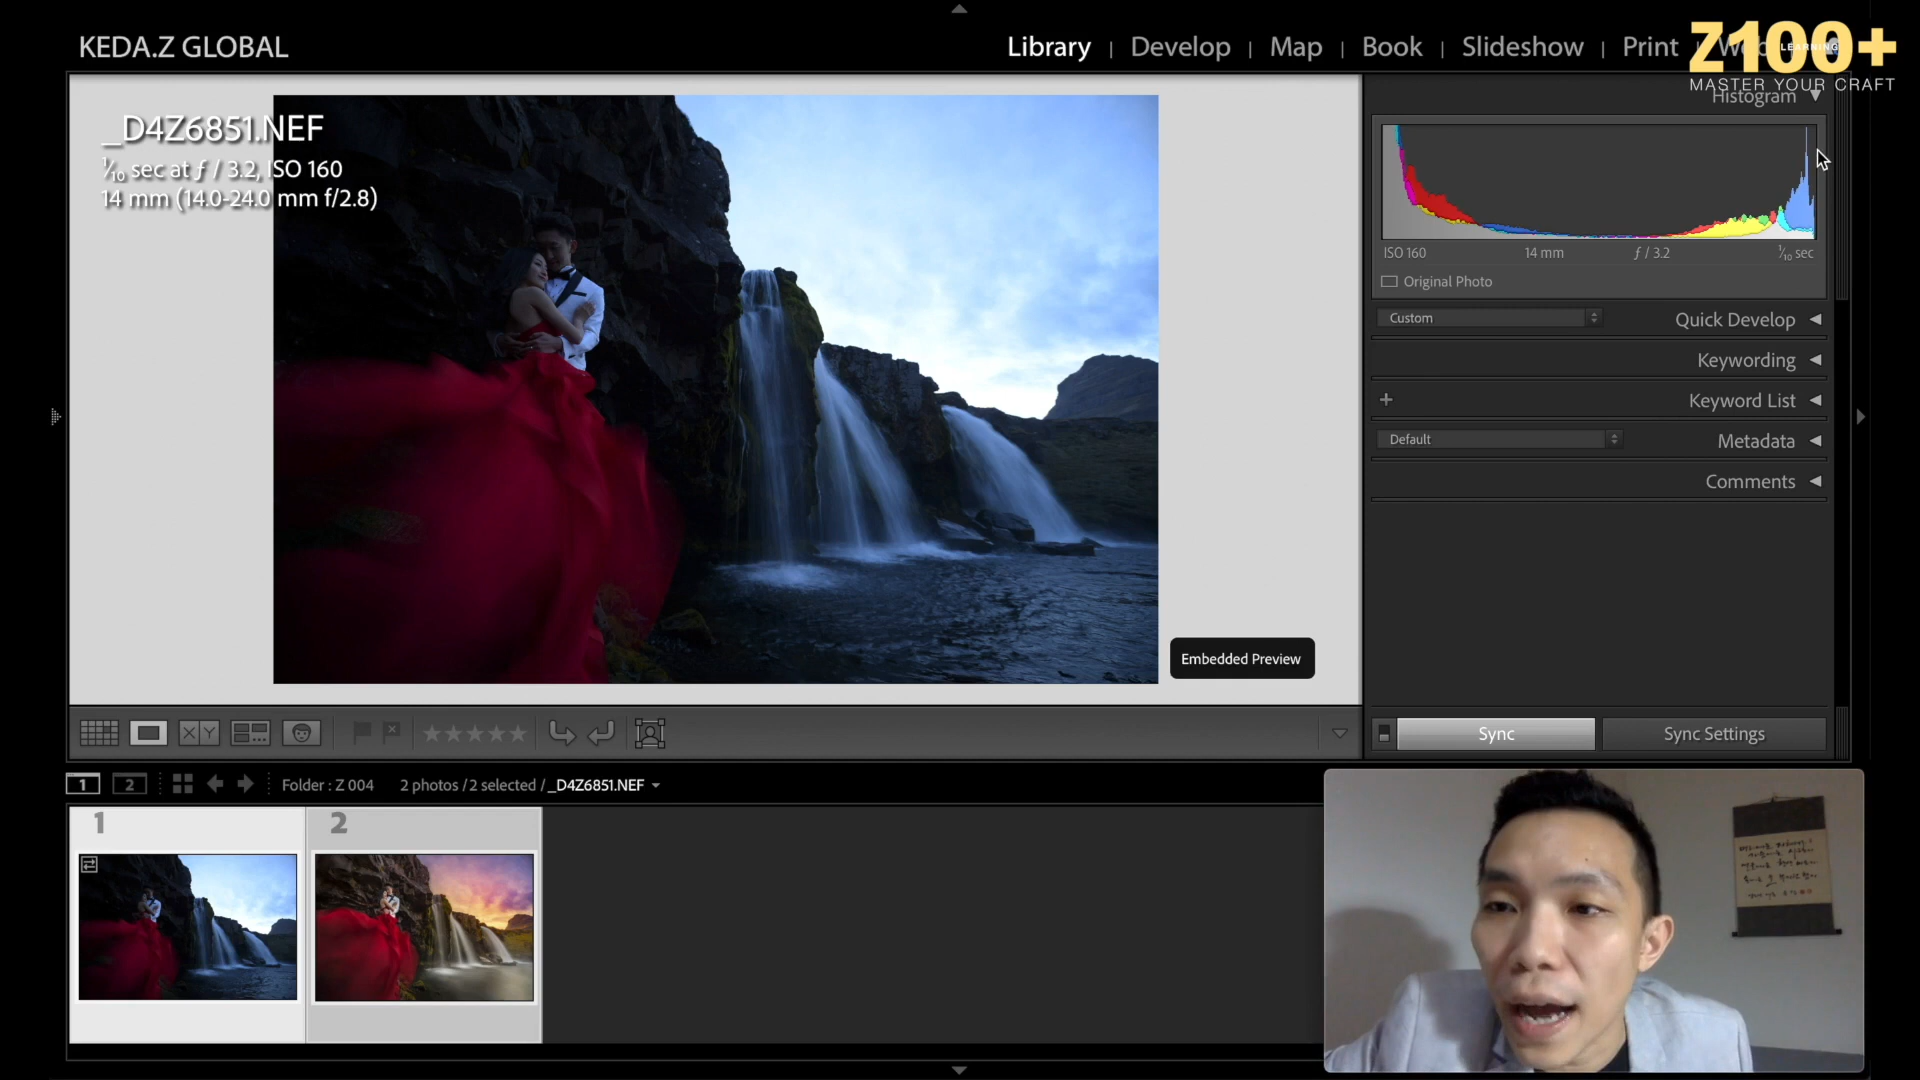 KEDA.Z GLOBAL
Library | Develop | Map | Book | Slideshow | Print
Z100+
LEARNING
MASTER YOUR CRAFT
Histogram
_D4Z6851.NEF
1/10 sec at ƒ / 3.2, ISO 160
14 mm (14.0-24.0 mm f/2.8)
ISO 160 14 mm ƒ / 3.2 1/10 sec
Original Photo
Custom Quick Develop
Keywording
Keyword List
Default Metadata
Comments
Embedded Preview
X Y
Sync Sync Settings
1 2 Folder : Z 004 2 photos / 2 selected / _D4Z6851.NEF
1 2